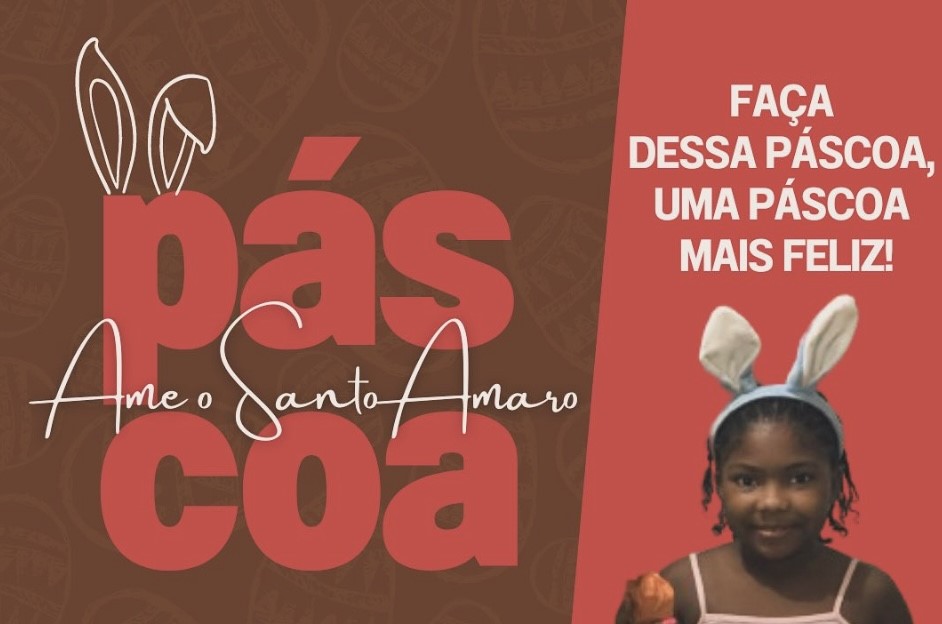 pás
Ame o Santo Amaro
coa
FAÇA
DESSA PÁSCOA,
UMA PÁSCOA
MAIS FELIZ!